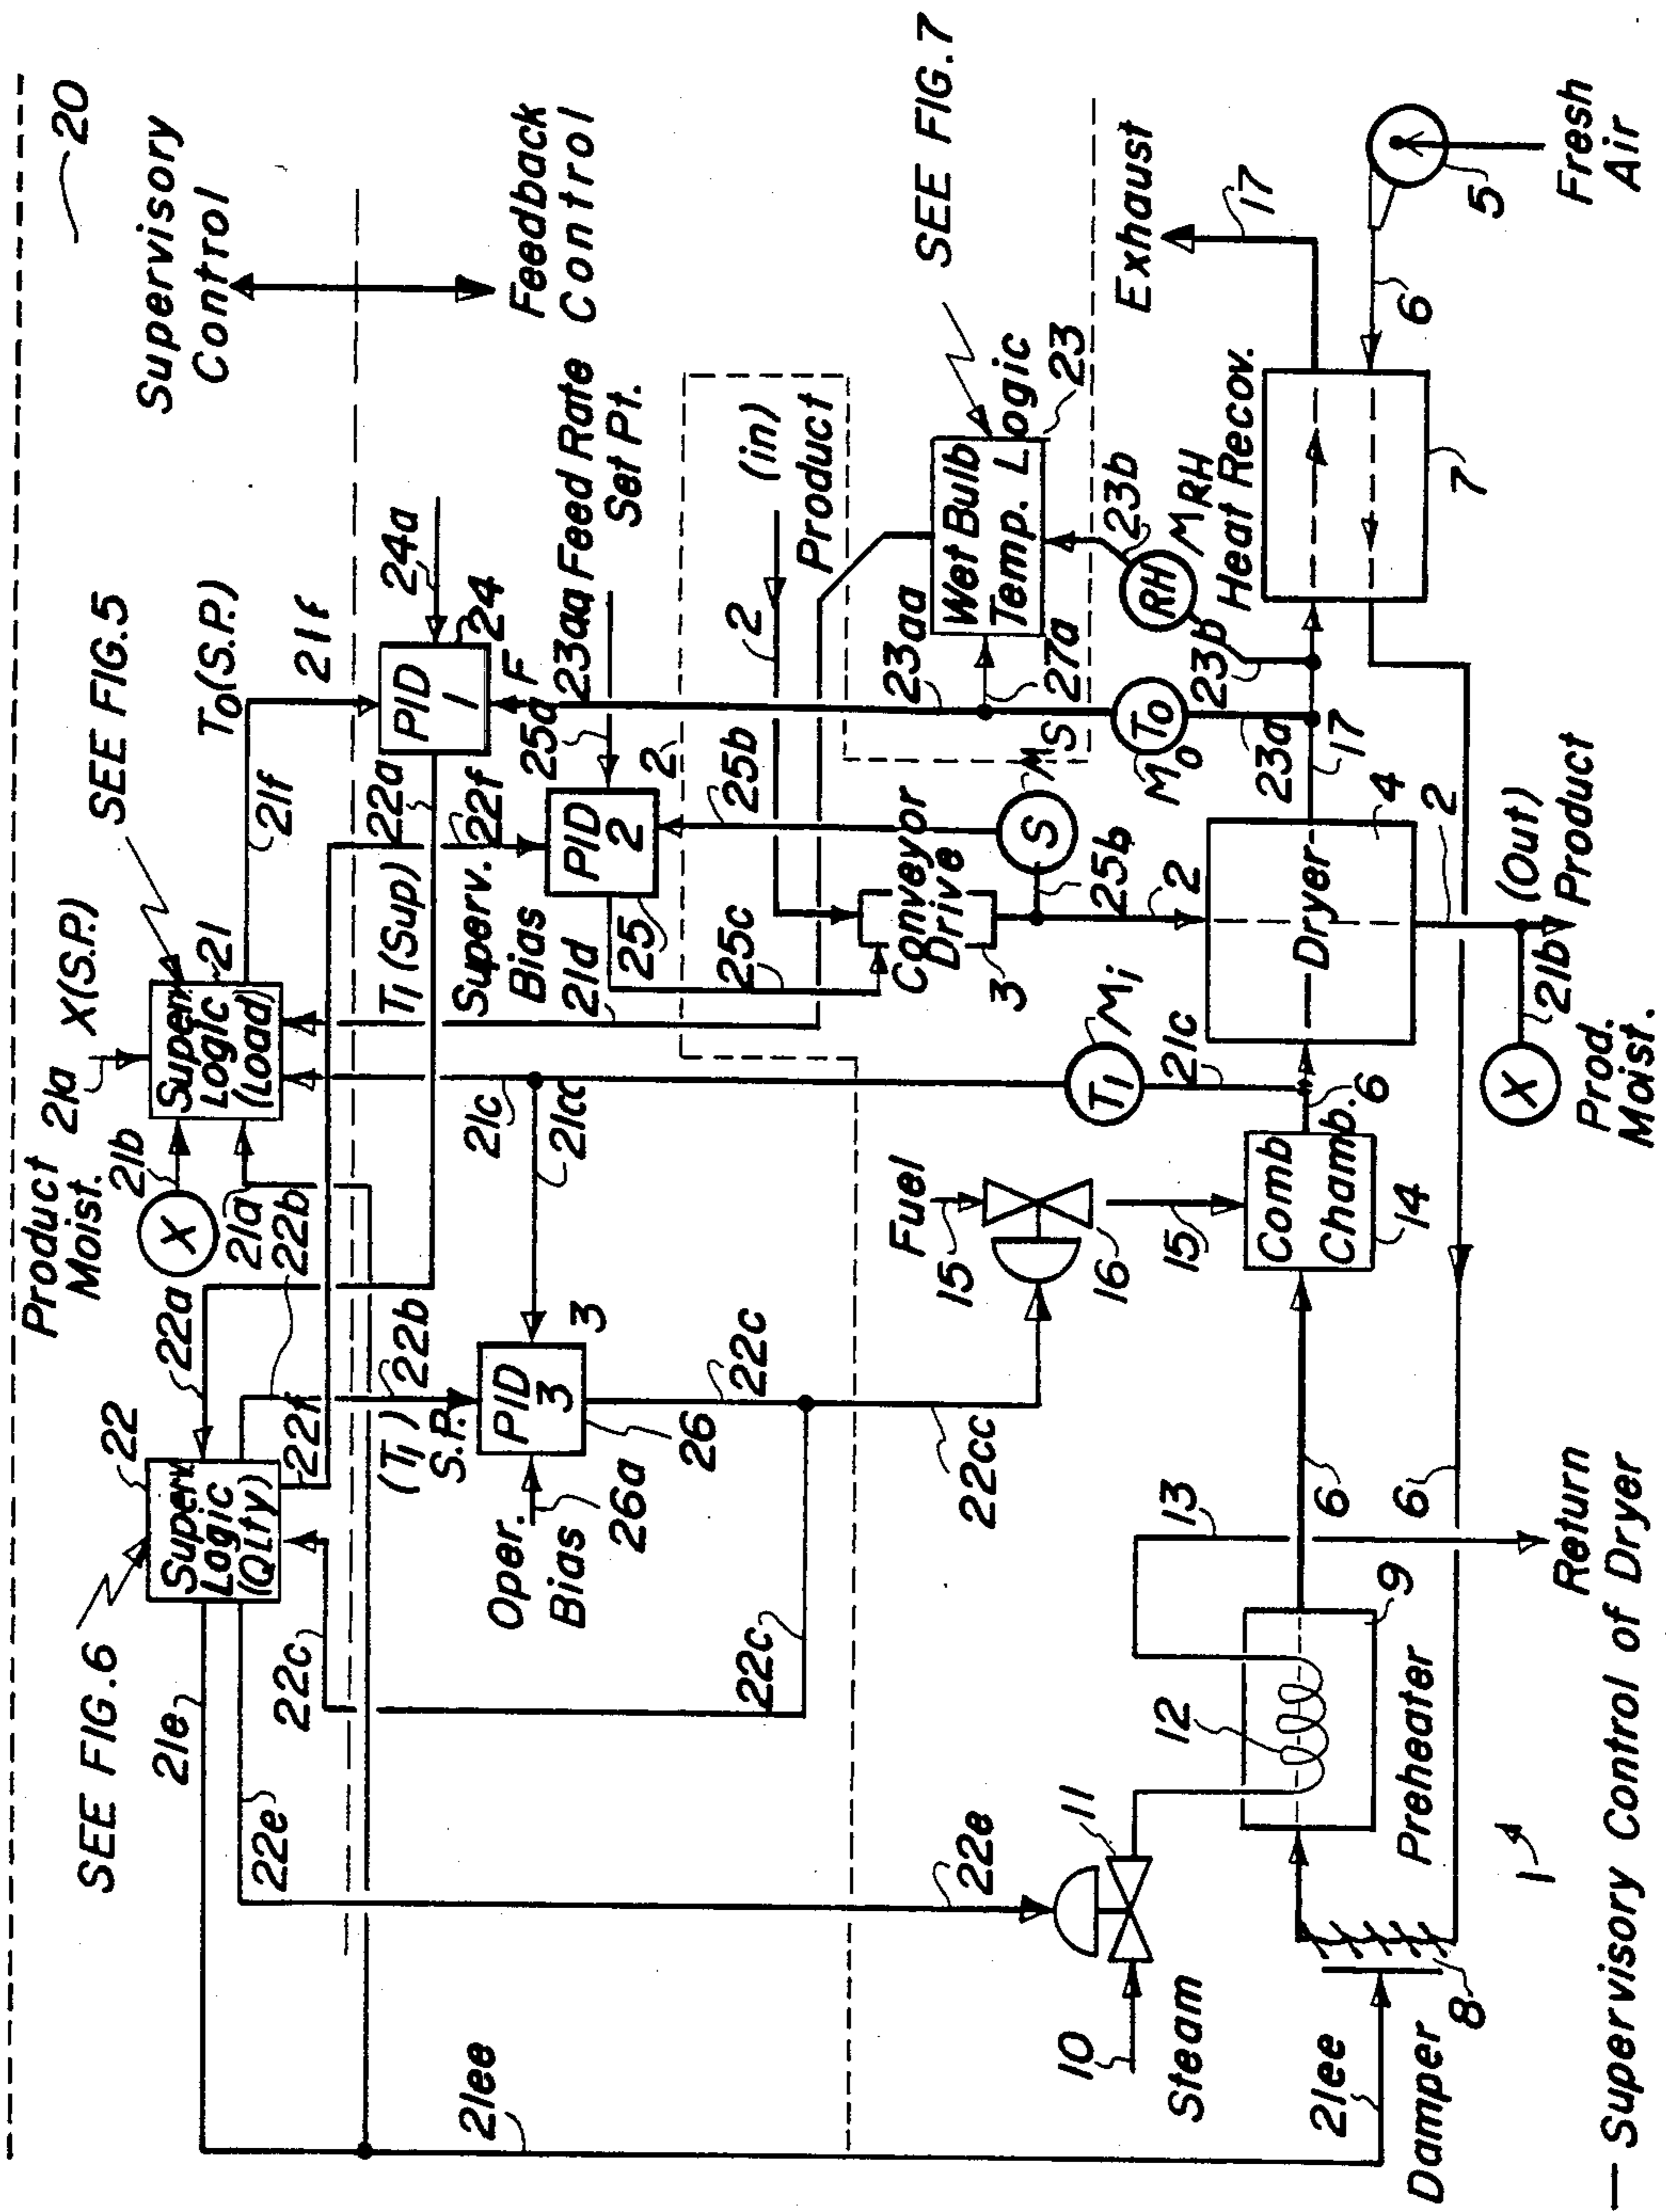 20
Supervisory
Control
Feedback
Control
SEE FIG. 5
SEE FIG. 6
SEE FIG. 7
Product
Moist.
21a
X(S.P.)
21b
X
21a
22b
22a
22
Superv.
Logic
(Qlty)
22f
21e
22e
22c
Superv.
Logic
(Load)
21
21f
To(S.P.)
21f
24a
PID
1
24
F
22a
TI (Sup)
22f
Superv.
Bias
21d
25a
23aa
Feed Rate
Set Pt.
PID
2
2
25
25b
25c
2
(in)
Product
21c
21cc
(TI)
S.P.
22b
PID
3
3
26
Oper.
Bias
26a
22c
22c
22cc
23aa
Wet Bulb
Temp. Logic
23
27a
23b
RH
MRH
23b
To
Mo
23a
S
MS
25b
Conveyor
Drive
3
2
TI
Mi
21c
Fuel
15
16
15
Comb
Chamb.
14
6
Dryer
4
17
Heat Recov.
7
Exhaust
17
6
5
Fresh
Air
2
(Out)
Product
21b
X
Prod.
Moist.
21ee
22e
10
Steam
11
12
13
Preheater
9
6
6
Return
21ee
Damper
8
1
— Supervisory Control of Dryer